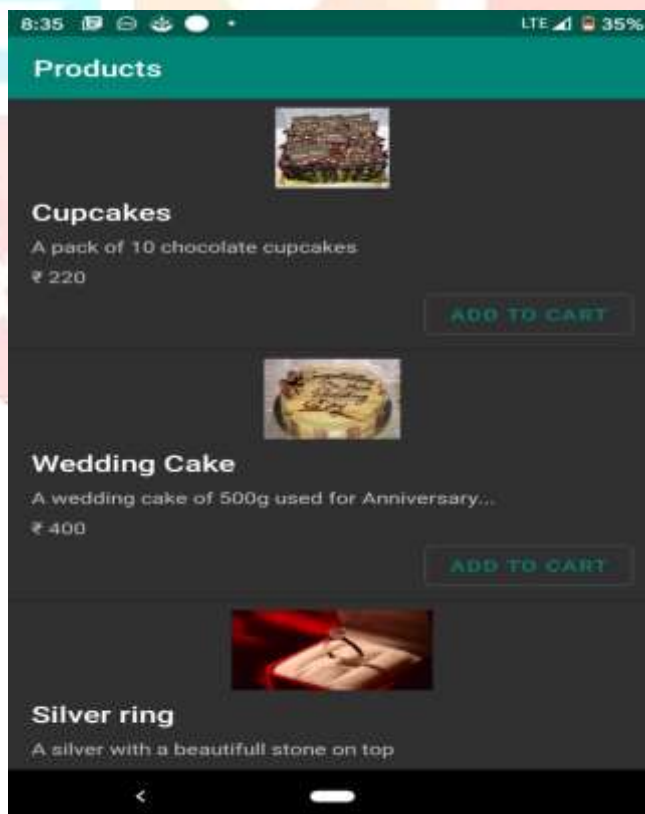 8:35 LTE 35%
Products
Cupcakes
A pack of 10 chocolate cupcakes
₹ 220
ADD TO CART
Wedding Cake
A wedding cake of 500g used for Anniversary...
₹ 400
ADD TO CART
Silver ring
A silver with a beautifull stone on top